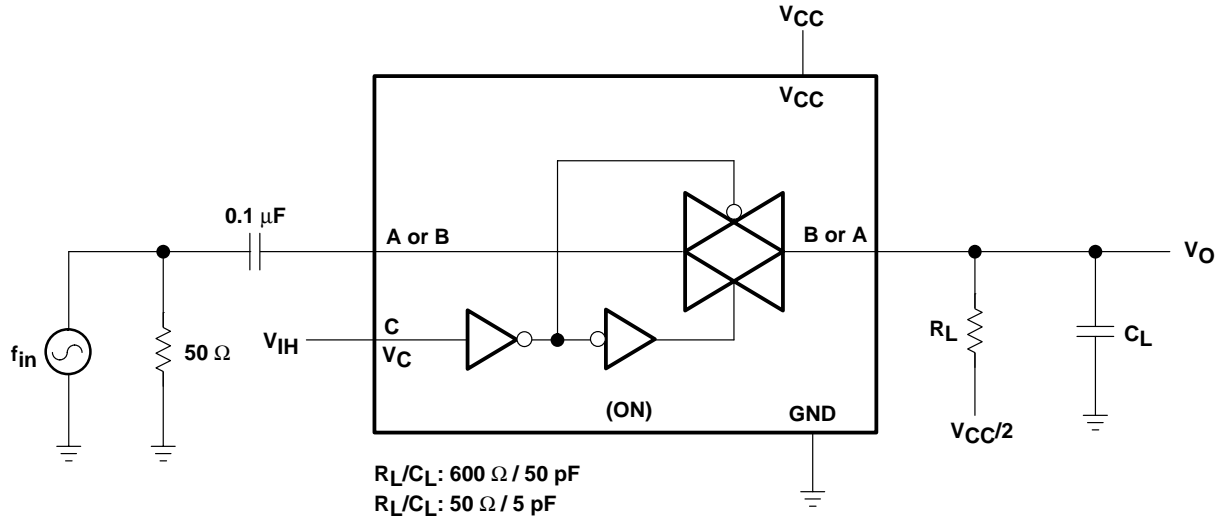 VCC
VCC
0.1 μF
A or B
B or A
VO
fin
50 Ω
VIH
C
VC
RL
CL
(ON)
GND
VCC/2
RL/CL: 600 Ω / 50 pF
RL/CL: 50 Ω / 5 pF